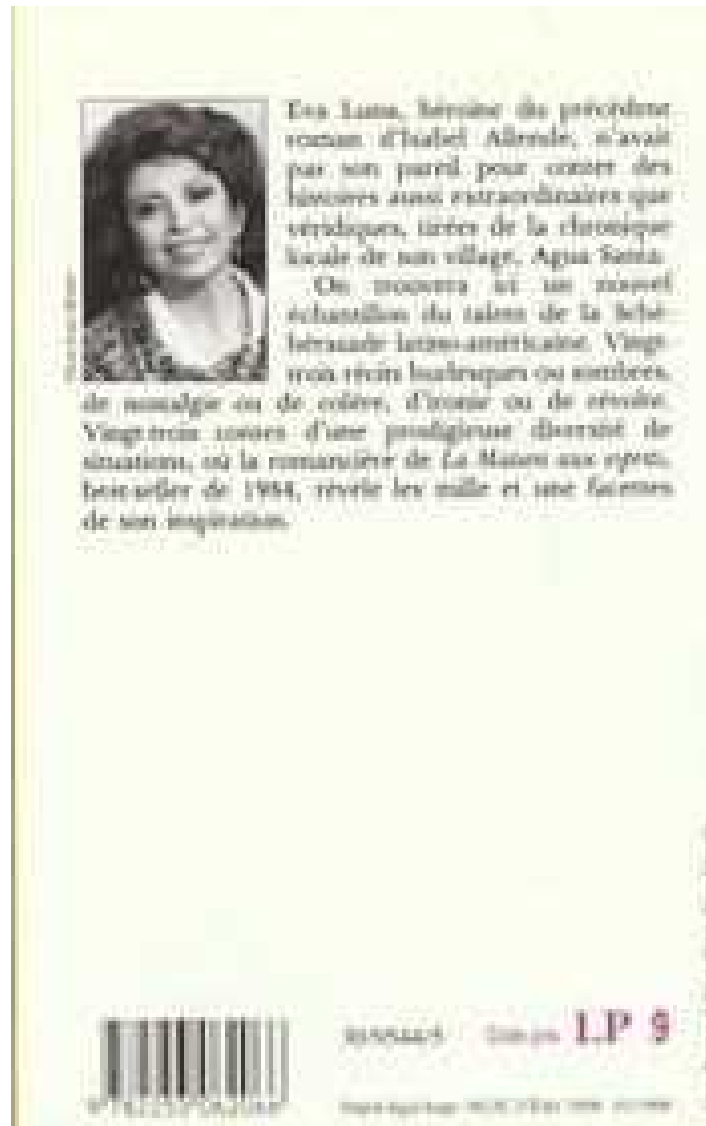 Eva Luna, héroïne du précédent
roman d'Isabel Allende, n'avait
pas son pareil pour conter des
histoires aussi extraordinaires que
véridiques, tirées de la chronique
locale de son village, Agua Santa.
On trouvera ici un nouvel
échantillon du talent de la Sché-
hérazade latino-américaine. Vingt-
trois récits burlesques ou sombres,
de nostalgie ou de colère, d'ironie ou de révolte.
Vingt-trois contes d'une prodigieuse diversité de
situations, où la romancière de La Maison aux esprits,
best-seller de 1984, révèle les mille et une facettes
de son inspiration.
LP 9